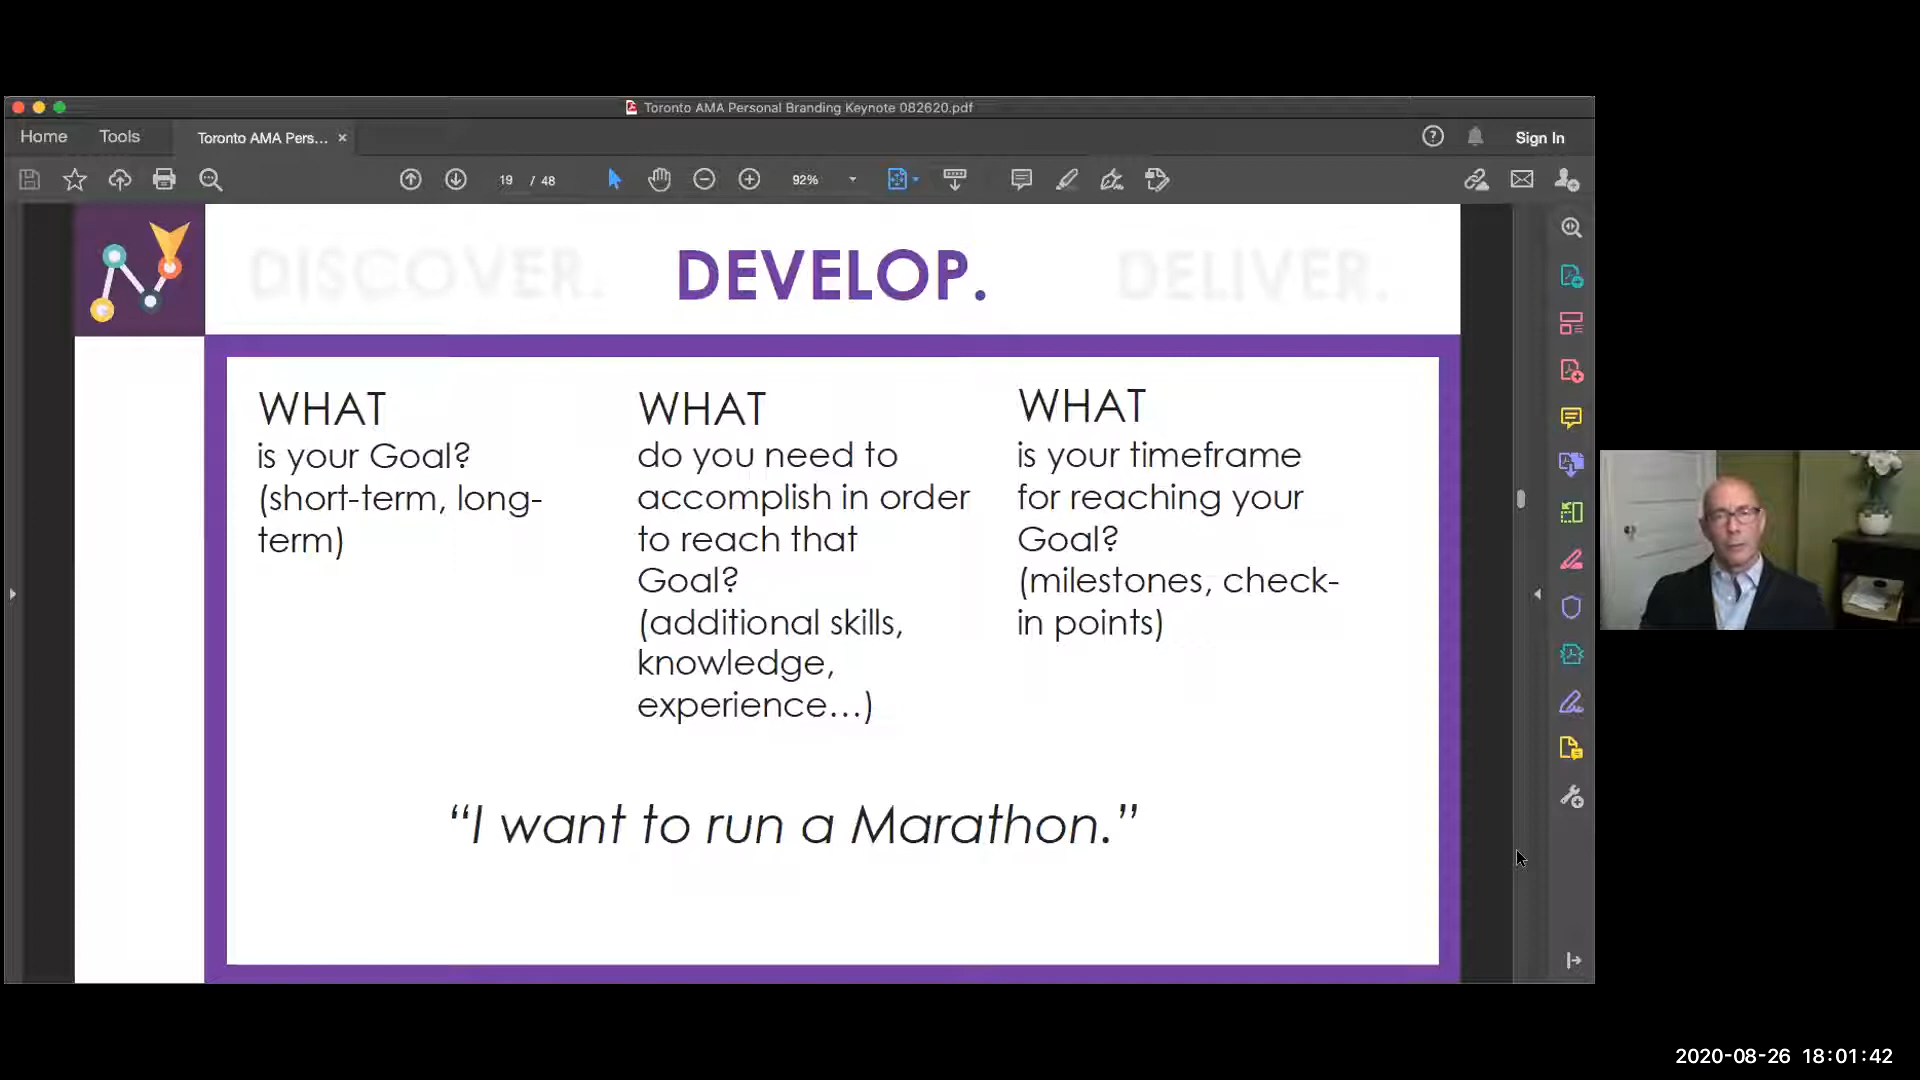 Toronto AMA Personal Branding Keynote 082620.pdf
Home Tools Toronto AMA Pers... × Sign In
19 / 48 92%
DISCOVER. DEVELOP. DELIVER.
WHAT
is your Goal?
(short-term, long-
term)
WHAT
do you need to
accomplish in order
to reach that
Goal?
(additional skills,
knowledge,
experience...)
WHAT
is your timeframe
for reaching your
Goal?
(milestones, check-
in points)
“I want to run a Marathon.”
2020-08-26 18:01:42